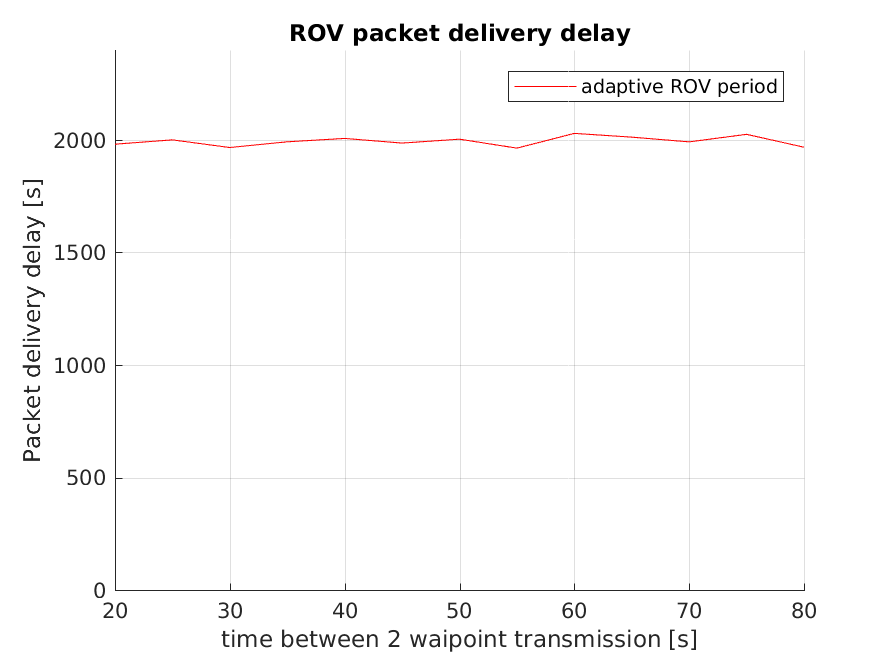 ROV packet delivery delay
adaptive ROV period
Packet delivery delay [s]
2000
1500
1000
500
0
20 30 40 50 60 70 80
time between 2 waipoint transmission [s]